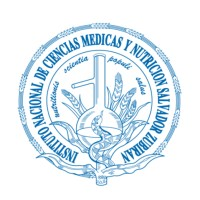 INSTITUTO NACIONAL DE CIENCIAS MEDICAS Y NUTRICION SALVADOR ZUBIRAN
nutritionis scientia populi salus